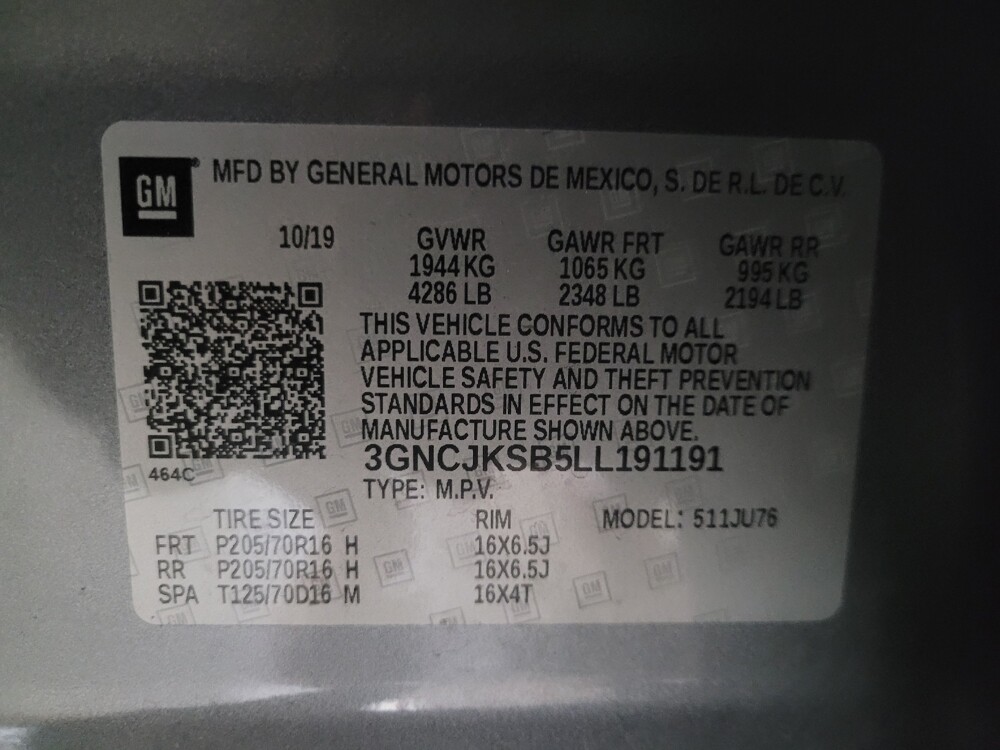 GM® MFD BY GENERAL MOTORS DE MEXICO, S. DE R.L. DE C.V.
10/19 GVWR GAWR FRT GAWR RR
1944 KG 1065 KG 995 KG
4286 LB 2348 LB 2194 LB
THIS VEHICLE CONFORMS TO ALL
APPLICABLE U.S. FEDERAL MOTOR
VEHICLE SAFETY AND THEFT PREVENTION
STANDARDS IN EFFECT ON THE DATE OF
MANUFACTURE SHOWN ABOVE.
3GNCJKSB5LL191191
464C
TYPE: M.P.V.
TIRE SIZE RIM MODEL: 511JU76
FRT P205/70R16 H 16X6.5J
RR P205/70R16 H 16X6.5J
SPA T125/70D16 M 16X4T